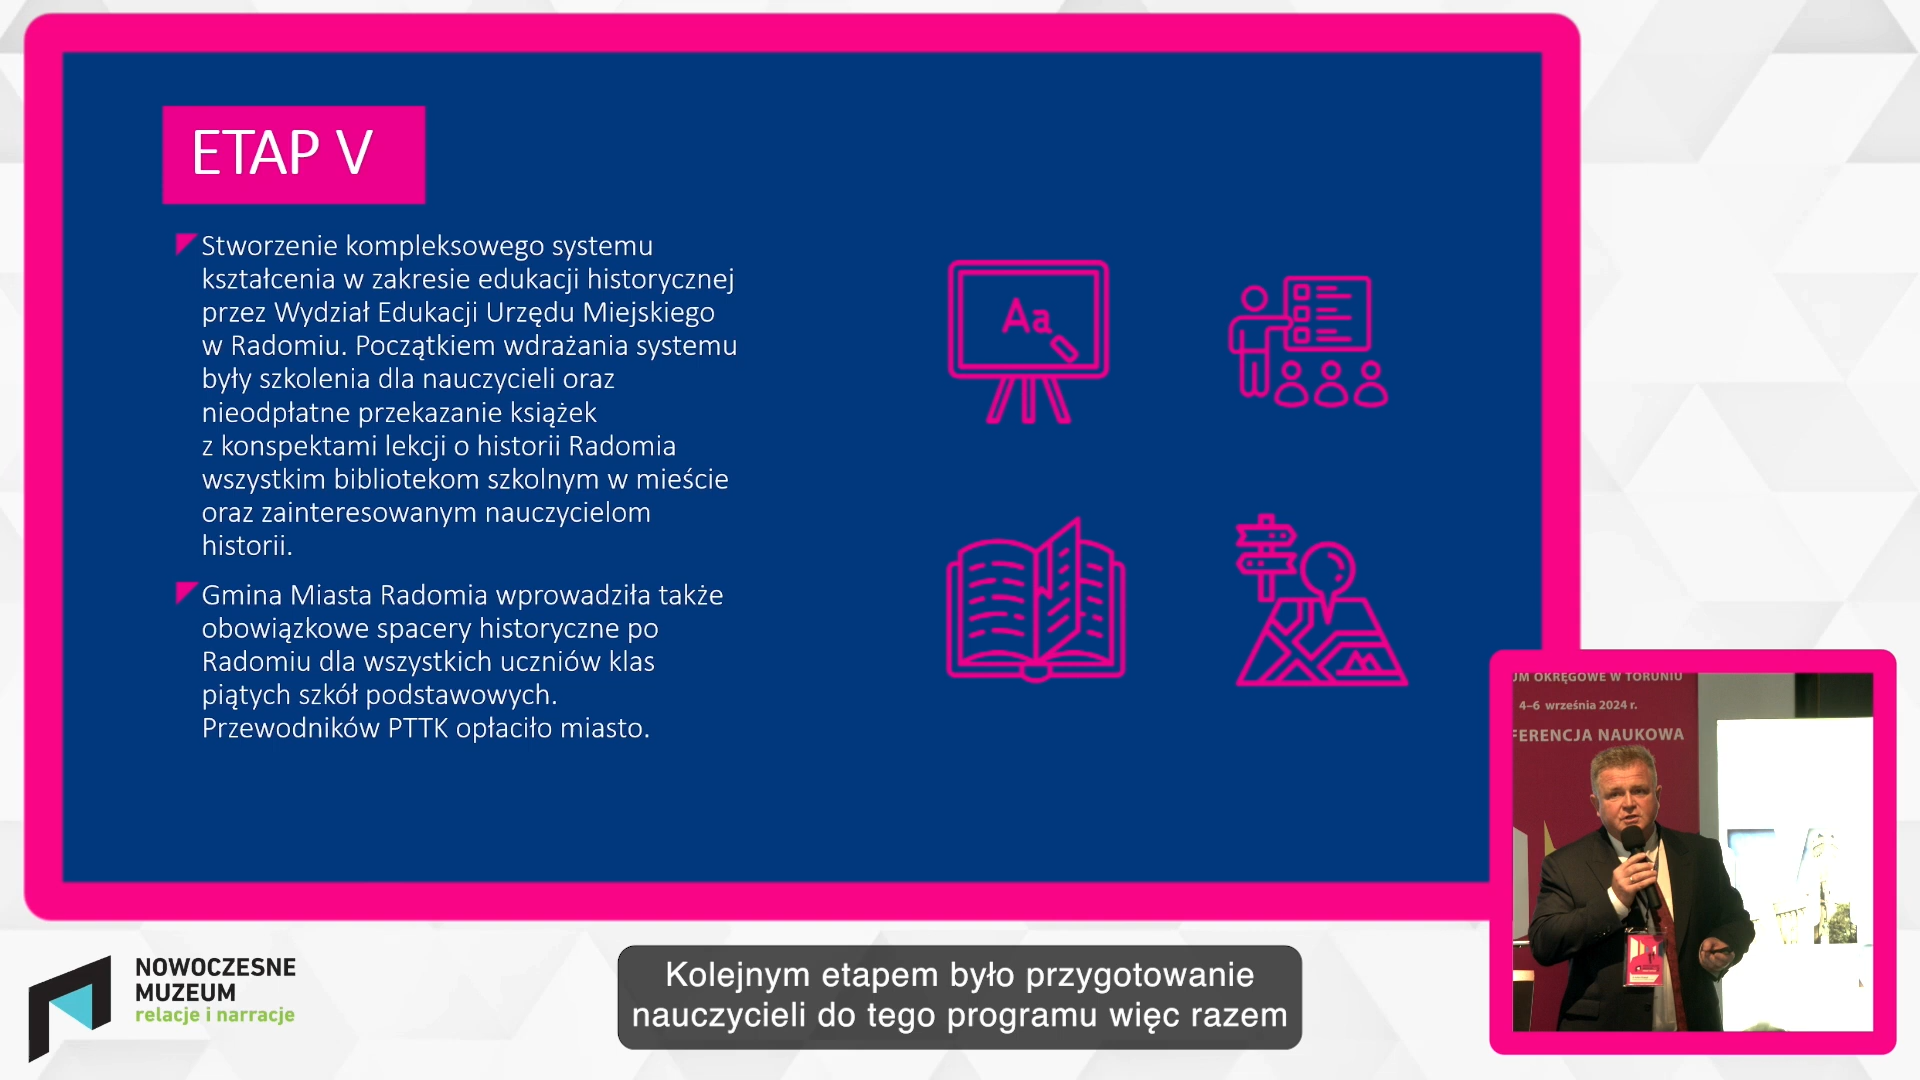 ETAP V
Stworzenie kompleksowego systemu
kształcenia w zakresie edukacji historycznej
przez Wydział Edukacji Urzędu Miejskiego
w Radomiu. Początkiem wdrażania systemu
były szkolenia dla nauczycieli oraz
nieodpłatne przekazanie książek
z konspektami lekcji o historii Radomia
wszystkim bibliotekom szkolnym w mieście
oraz zainteresowanym nauczycielom
historii.
Gmina Miasta Radomia wprowadziła także
obowiązkowe spacery historyczne po
Radomiu dla wszystkich uczniów klas
piątych szkół podstawowych.
Przewodników PTTK opłaciło miasto.
Aa
UM OKRĘGOWE W TORUNIU
4–6 września 2024 r.
FERENCJA NAUKOWA
NOWOCZESNE
MUZEUM
relacje i narracje
Kolejnym etapem było przygotowanie
nauczycieli do tego programu więc razem